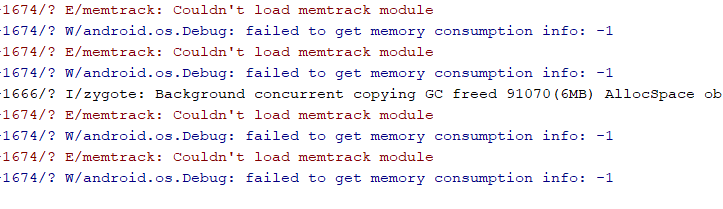 -1674/? E/memtrack: Couldn't load memtrack module
-1674/? W/android.os.Debug: failed to get memory consumption info: -1
-1674/? E/memtrack: Couldn't load memtrack module
-1674/? W/android.os.Debug: failed to get memory consumption info: -1
-1666/? I/zygote: Background concurrent copying GC freed 91070(6MB) AllocSpace ob
-1674/? E/memtrack: Couldn't load memtrack module
-1674/? W/android.os.Debug: failed to get memory consumption info: -1
-1674/? E/memtrack: Couldn't load memtrack module
-1674/? W/android.os.Debug: failed to get memory consumption info: -1